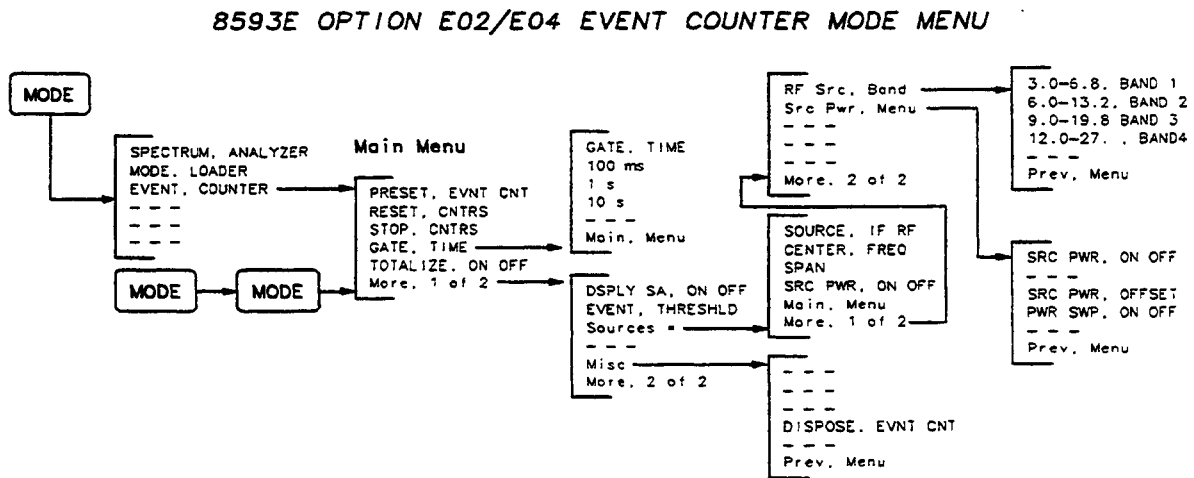 8593E OPTION E02/E04 EVENT COUNTER MODE MENU
MODE
SPECTRUM, ANALYZER
MODE, LOADER
EVENT, COUNTER
- - -
- - -
- - -
MODE
MODE
Main Menu
PRESET, EVNT CNT
RESET, CNTRS
STOP, CNTRS
GATE, TIME
TOTALIZE, ON OFF
More, 1 of 2
GATE, TIME
100 ms
1 s
10 s
- - -
Main, Menu
DSPLY SA, ON OFF
EVENT, THRESHLD
Sources *
- - -
Misc
More, 2 of 2
RF Src, Band
Src Pwr, Menu
- - -
- - -
- - -
More, 2 of 2
SOURCE, IF RF
CENTER, FREQ
SPAN
SRC PWR, ON OFF
Main, Menu
More, 1 of 2
- - -
- - -
- - -
DISPOSE, EVNT CNT
- - -
Prev, Menu
3.0-6.8, BAND 1
6.0-13.2, BAND 2
9.0-19.8 BAND 3
12.0-27. , BAND4
- - -
Prev, Menu
SRC PWR, ON OFF
- - -
SRC PWR, OFFSET
PWR SWP, ON OFF
- - -
Prev, Menu